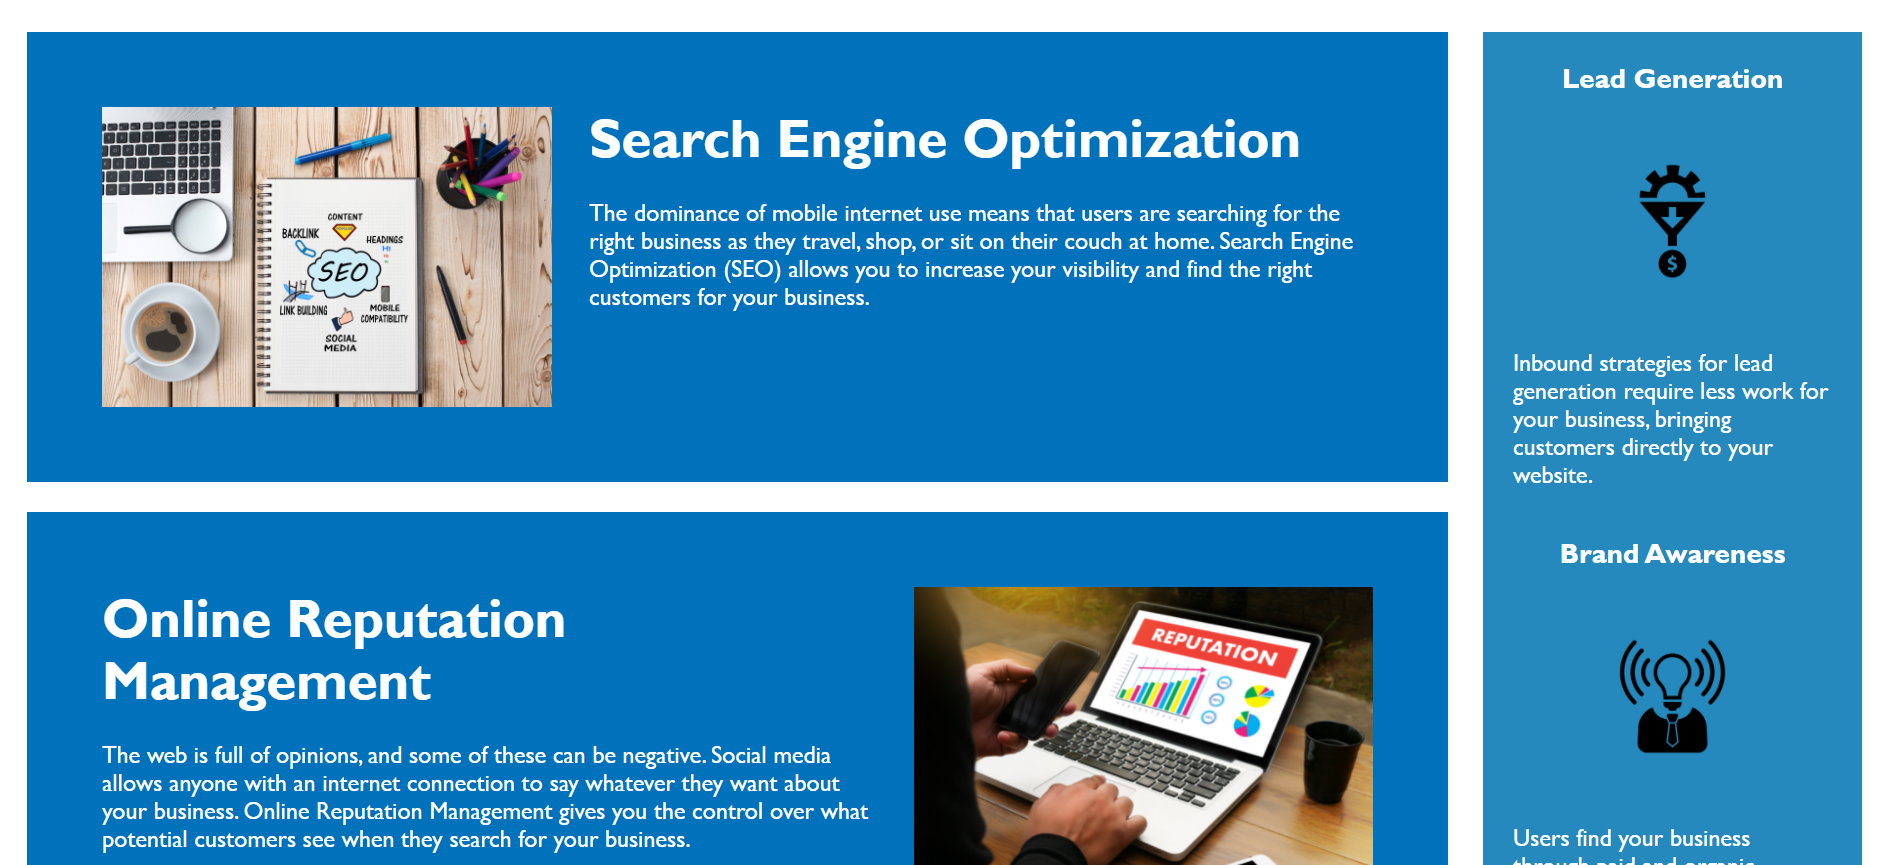 Search Engine Optimization
The dominance of mobile internet use means that users are searching for the
right business as they travel, shop, or sit on their couch at home. Search Engine
Optimization (SEO) allows you to increase your visibility and find the right
customers for your business.
CONTENT
BACKLINK
HEADINGS
H1
SEO
LINK BUILDING
MOBILE
COMPATIBILITY
SOCIAL
MEDIA
Online Reputation
Management
The web is full of opinions, and some of these can be negative. Social media
allows anyone with an internet connection to say whatever they want about
your business. Online Reputation Management gives you the control over what
potential customers see when they search for your business.
REPUTATION
Lead Generation
$
Inbound strategies for lead
generation require less work for
your business, bringing
customers directly to your
website.
Brand Awareness
Users find your business
through paid and organic